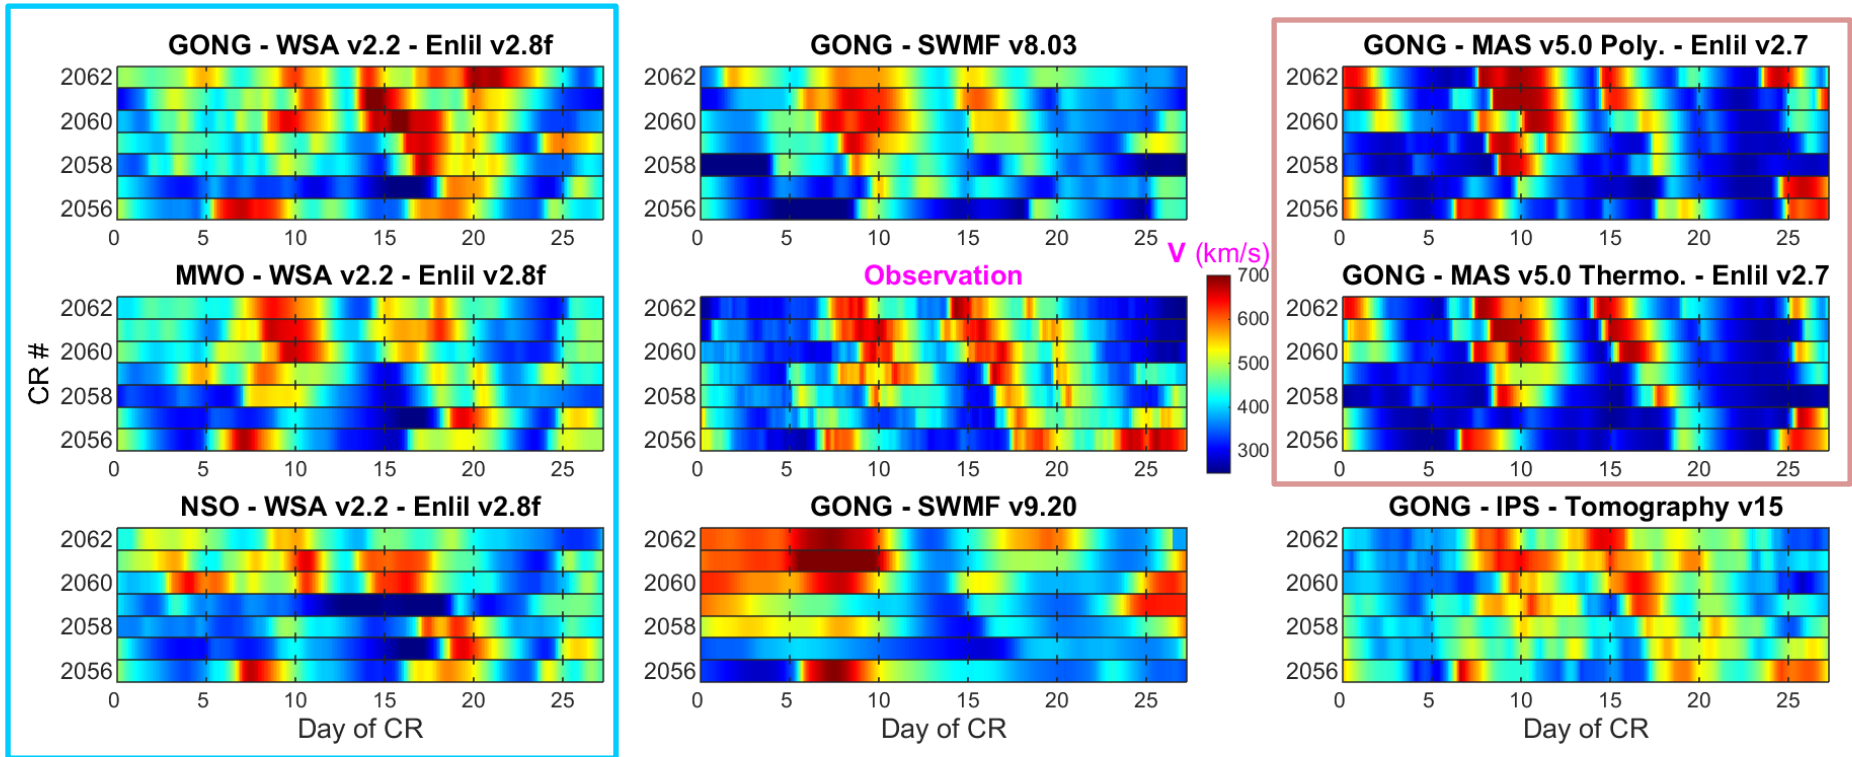 GONG - WSA v2.2 - Enlil v2.8f
2062
2060
2058
2056
0 5 10 15 20 25
GONG - SWMF v8.03
2062
2060
2058
2056
0 5 10 15 20 25
GONG - MAS v5.0 Poly. - Enlil v2.7
2062
2060
2058
2056
0 5 10 15 20 25
MWO - WSA v2.2 - Enlil v2.8f
CR #
2062
2060
2058
2056
0 5 10 15 20 25
Observation
2062
2060
2058
2056
0 5 10 15 20 25
V (km/s)
700
600
500
400
300
GONG - MAS v5.0 Thermo. - Enlil v2.7
2062
2060
2058
2056
0 5 10 15 20 25
NSO - WSA v2.2 - Enlil v2.8f
2062
2060
2058
2056
0 5 10 15 20 25
Day of CR
GONG - SWMF v9.20
2062
2060
2058
2056
0 5 10 15 20 25
Day of CR
GONG - IPS - Tomography v15
2062
2060
2058
2056
0 5 10 15 20 25
Day of CR